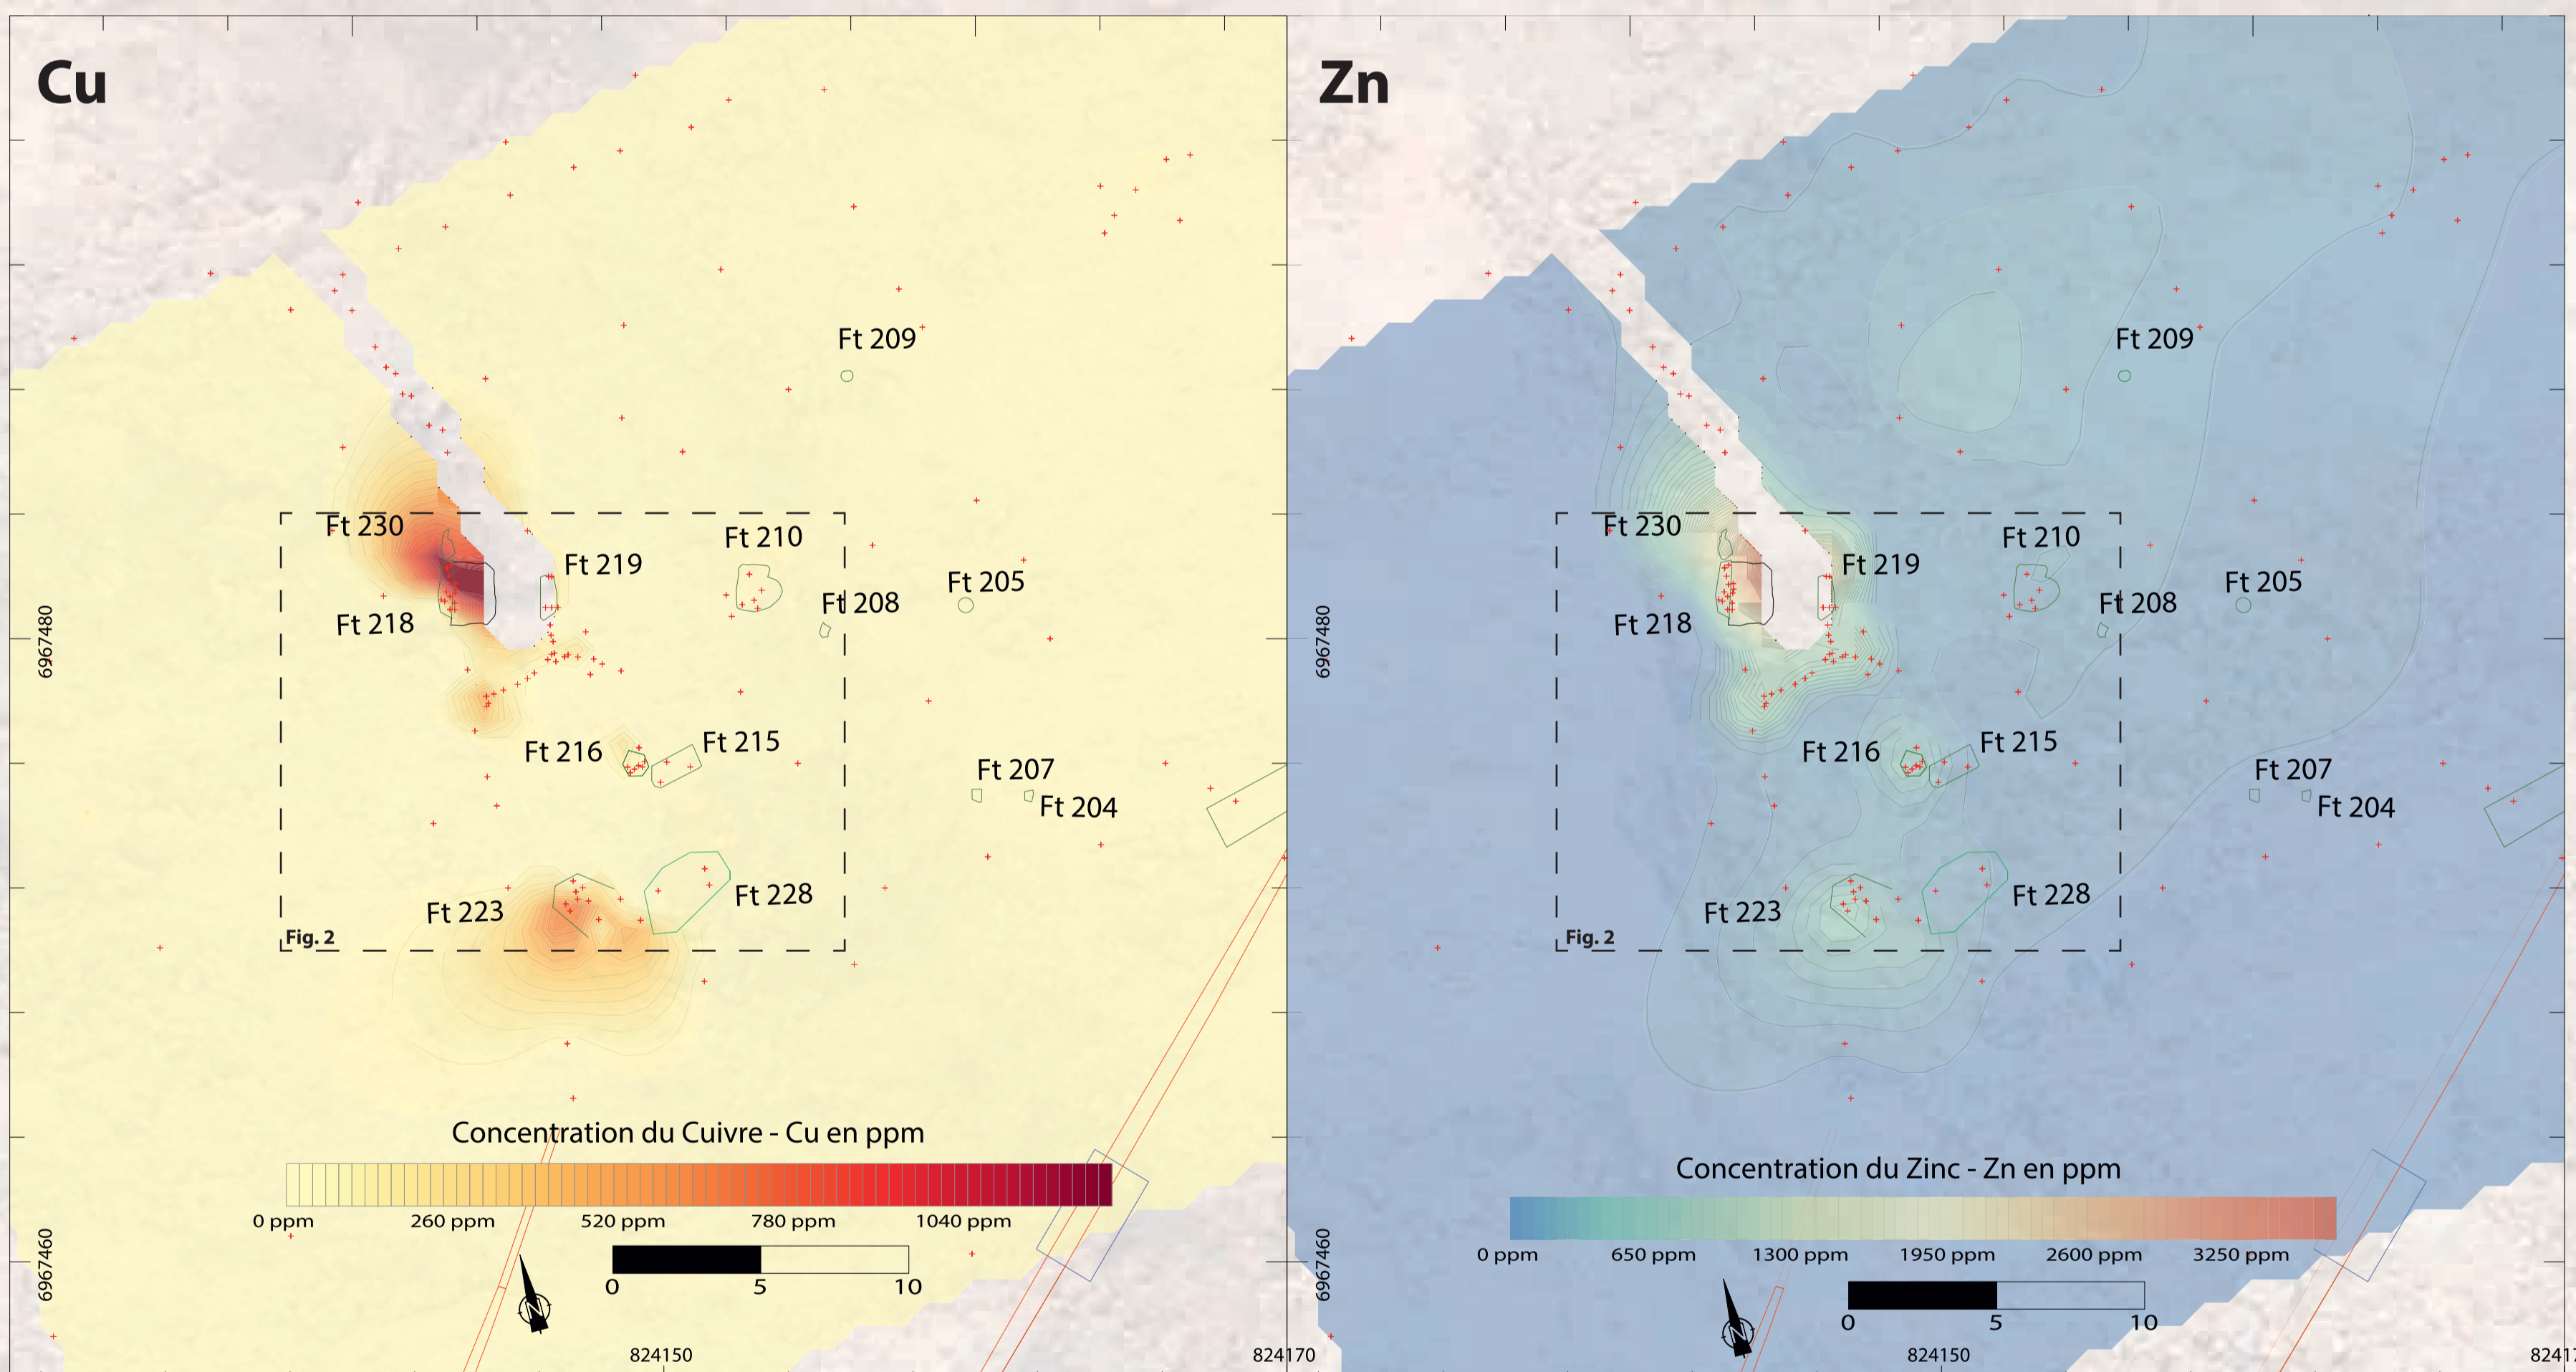 Cu
Ft 209
Ft 230
Ft 219
Ft 210
Ft 205
Ft 208
Ft 218
6967480
Ft 216
Ft 215
Ft 207
Ft 204
Ft 223
Ft 228
Fig. 2
Concentration du Cuivre - Cu en ppm
0 ppm 260 ppm 520 ppm 780 ppm 1040 ppm
0 5 10
N
6967460
824150
824170
Zn
Ft 209
Ft 230
Ft 219
Ft 210
Ft 205
Ft 208
Ft 218
6967480
Ft 216
Ft 215
Ft 207
Ft 204
Ft 223
Ft 228
Fig. 2
Concentration du Zinc - Zn en ppm
0 ppm 650 ppm 1300 ppm 1950 ppm 2600 ppm 3250 ppm
0 5 10
N
6967460
824150